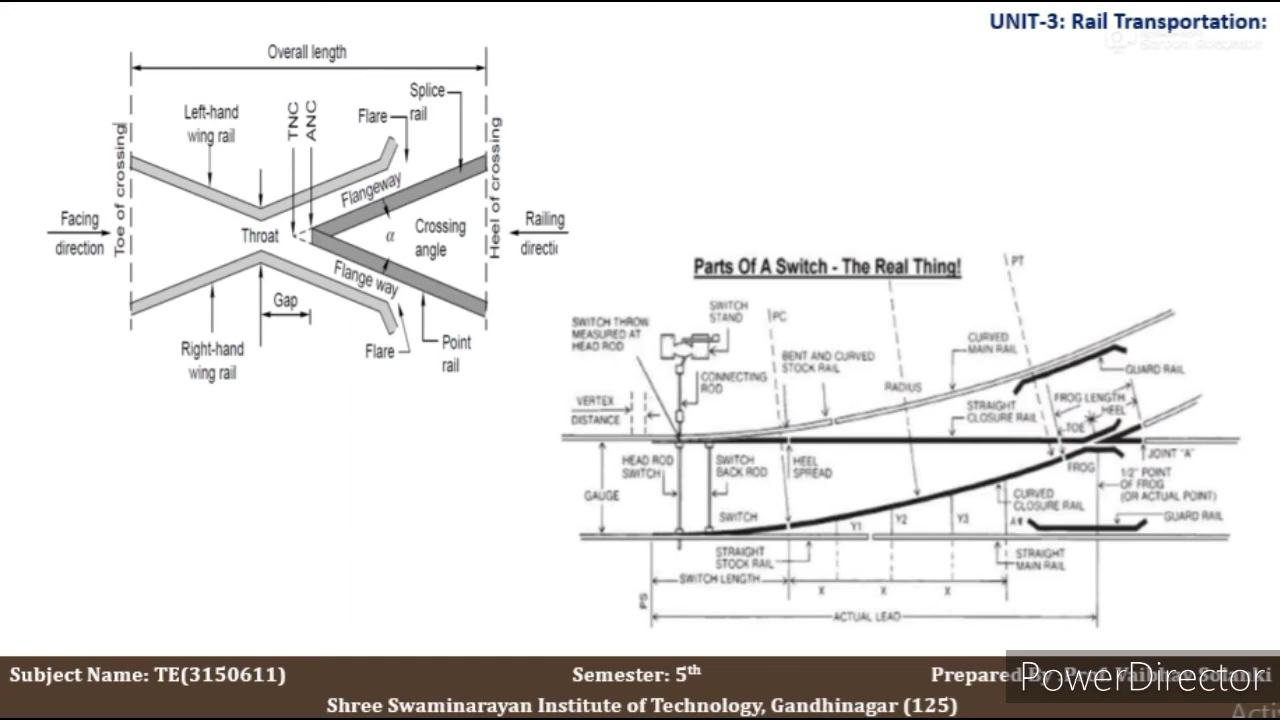 UNIT-3: Rail Transportation:
Overall length
Left-hand
wing rail
TNC
ANC
Flare
Splice
rail
Toe of crossing
Heel of crossing
Flangeway
Facing
direction
Throat
α
Crossing
angle
Railing
directi
Flange way
Gap
Right-hand
wing rail
Flare
Point
rail
Parts Of A Switch - The Real Thing!
PT
SWITCH
STAND
PC
SWITCH THROW
MEASURED AT
HEAD ROD
CURVED
MAIN RAIL
BENT AND CURVED
STOCK RAIL
GUARD RAIL
CONNECTING
ROD
RADIUS
VERTEX
DISTANCE
STRAIGHT
CLOSURE RAIL
FROG LENGTH
HEEL
TOE
HEAD ROD
SWITCH
SWITCH
BACK ROD
HEEL
SPREAD
JOINT "A"
FROG
1/2" POINT
OF FROG
(OR ACTUAL POINT)
GAUGE
CURVED
CLOSURE RAIL
SWITCH
Y1
Y2
Y3
GUARD RAIL
STRAIGHT
STOCK RAIL
STRAIGHT
MAIN RAIL
SWITCH LENGTH
X
X
X
PS
ACTUAL LEAD
Subject Name: TE(3150611)
Semester: 5th
Prepared By: Prof. Vaibhav Solanki
PowerDirector
Shree Swaminarayan Institute of Technology, Gandhinagar (125)
Acti